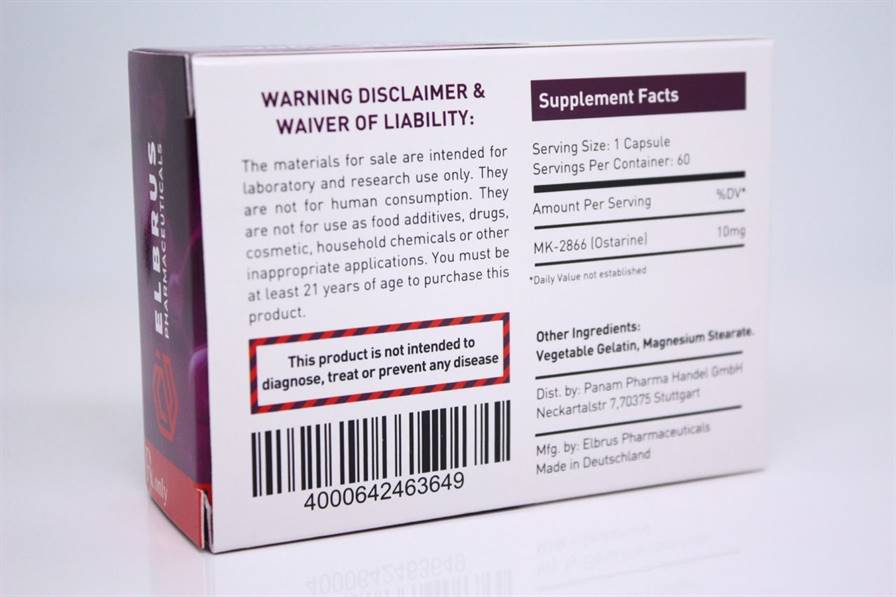 WARNING DISCLAIMER &
WAIVER OF LIABILITY:
The materials for sale are intended for
laboratory and research use only. They
are not for human consumption. They
are not for use as food additives, drugs,
cosmetic, household chemicals or other
inappropriate applications. You must be
at least 21 years of age to purchase this
product.
This product is not intended to
diagnose, treat or prevent any disease
4000642463649
Supplement Facts
Serving Size: 1 Capsule
Servings Per Container: 60
Amount Per Serving %DV*
MK-2866 (Ostarine) 10mg
*Daily Value not established
Other Ingredients:
Vegetable Gelatin, Magnesium Stearate.
Dist. by: Panam Pharma Handel GmbH
Neckartalstr 7,70375 Stuttgart
Mfg. by: Elbrus Pharmaceuticals
Made in Deutschland
ELBRUS
PHARMACEUTICALS
only